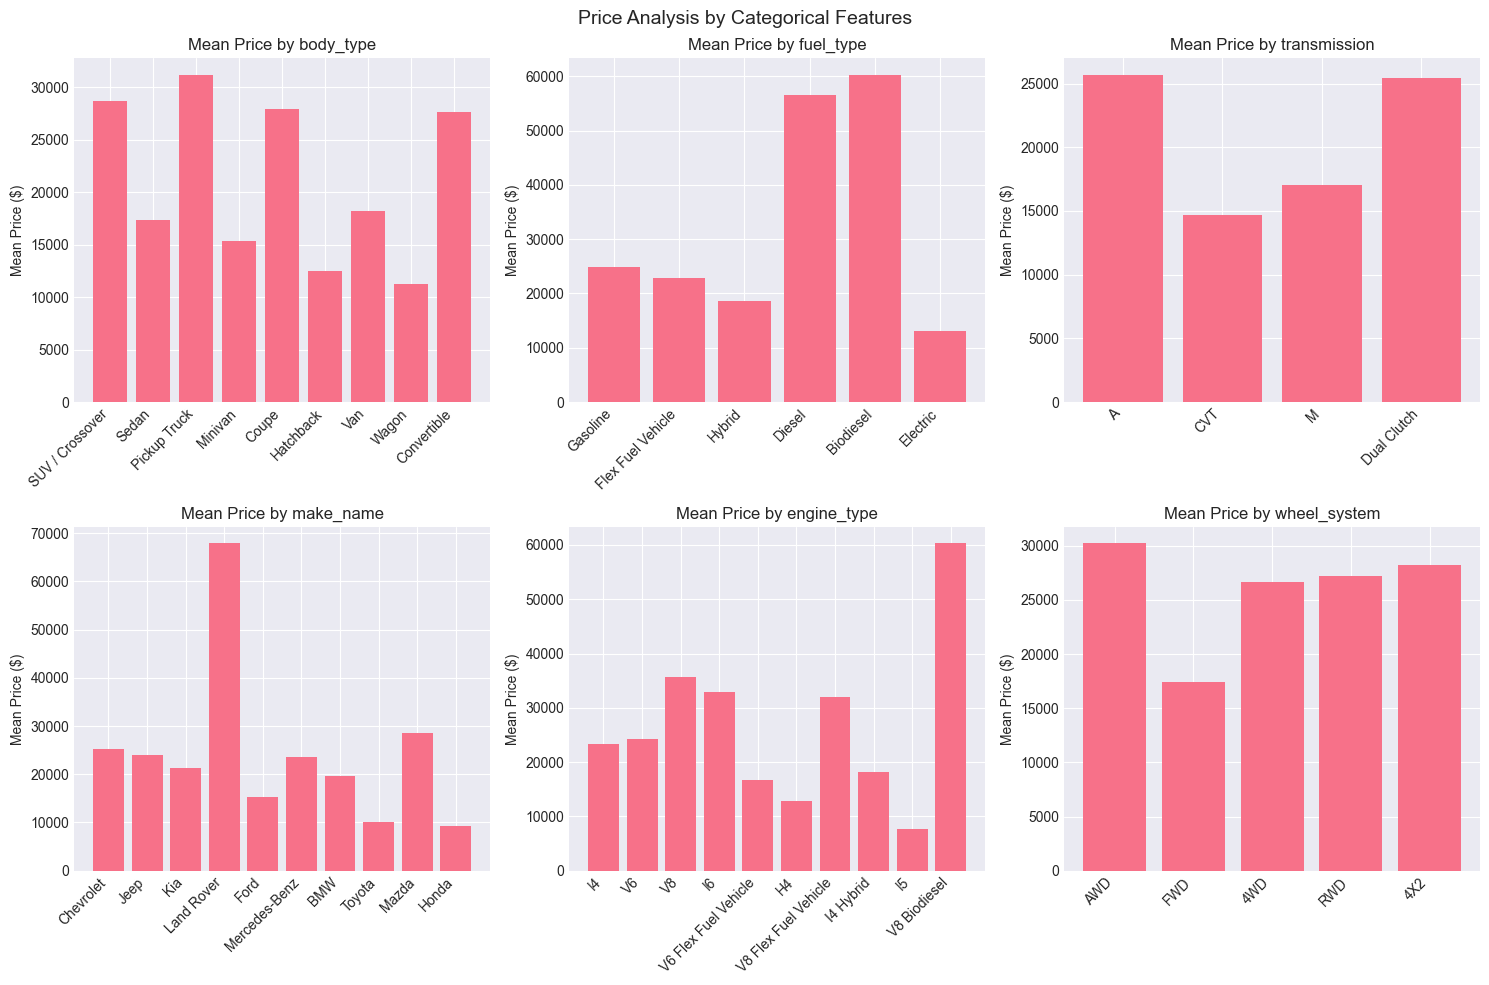 Price Analysis by Categorical Features
Mean Price by body_type
Mean Price ($)
30000
25000
20000
15000
10000
5000
0
SUV / Crossover
Sedan
Pickup Truck
Minivan
Coupe
Hatchback
Van
Wagon
Convertible
Mean Price by fuel_type
Mean Price ($)
60000
50000
40000
30000
20000
10000
0
Gasoline
Flex Fuel Vehicle
Hybrid
Diesel
Biodiesel
Electric
Mean Price by transmission
Mean Price ($)
25000
20000
15000
10000
5000
0
A
CVT
M
Dual Clutch
Mean Price by make_name
Mean Price ($)
70000
60000
50000
40000
30000
20000
10000
0
Chevrolet
Jeep
Kia
Land Rover
Ford
Mercedes-Benz
BMW
Toyota
Mazda
Honda
Mean Price by engine_type
Mean Price ($)
60000
50000
40000
30000
20000
10000
0
I4
V6
V8
I6
V6 Flex Fuel Vehicle
H4
V8 Flex Fuel Vehicle
I4 Hybrid
I5
V8 Biodiesel
Mean Price by wheel_system
Mean Price ($)
30000
25000
20000
15000
10000
5000
0
AWD
FWD
4WD
RWD
4X2